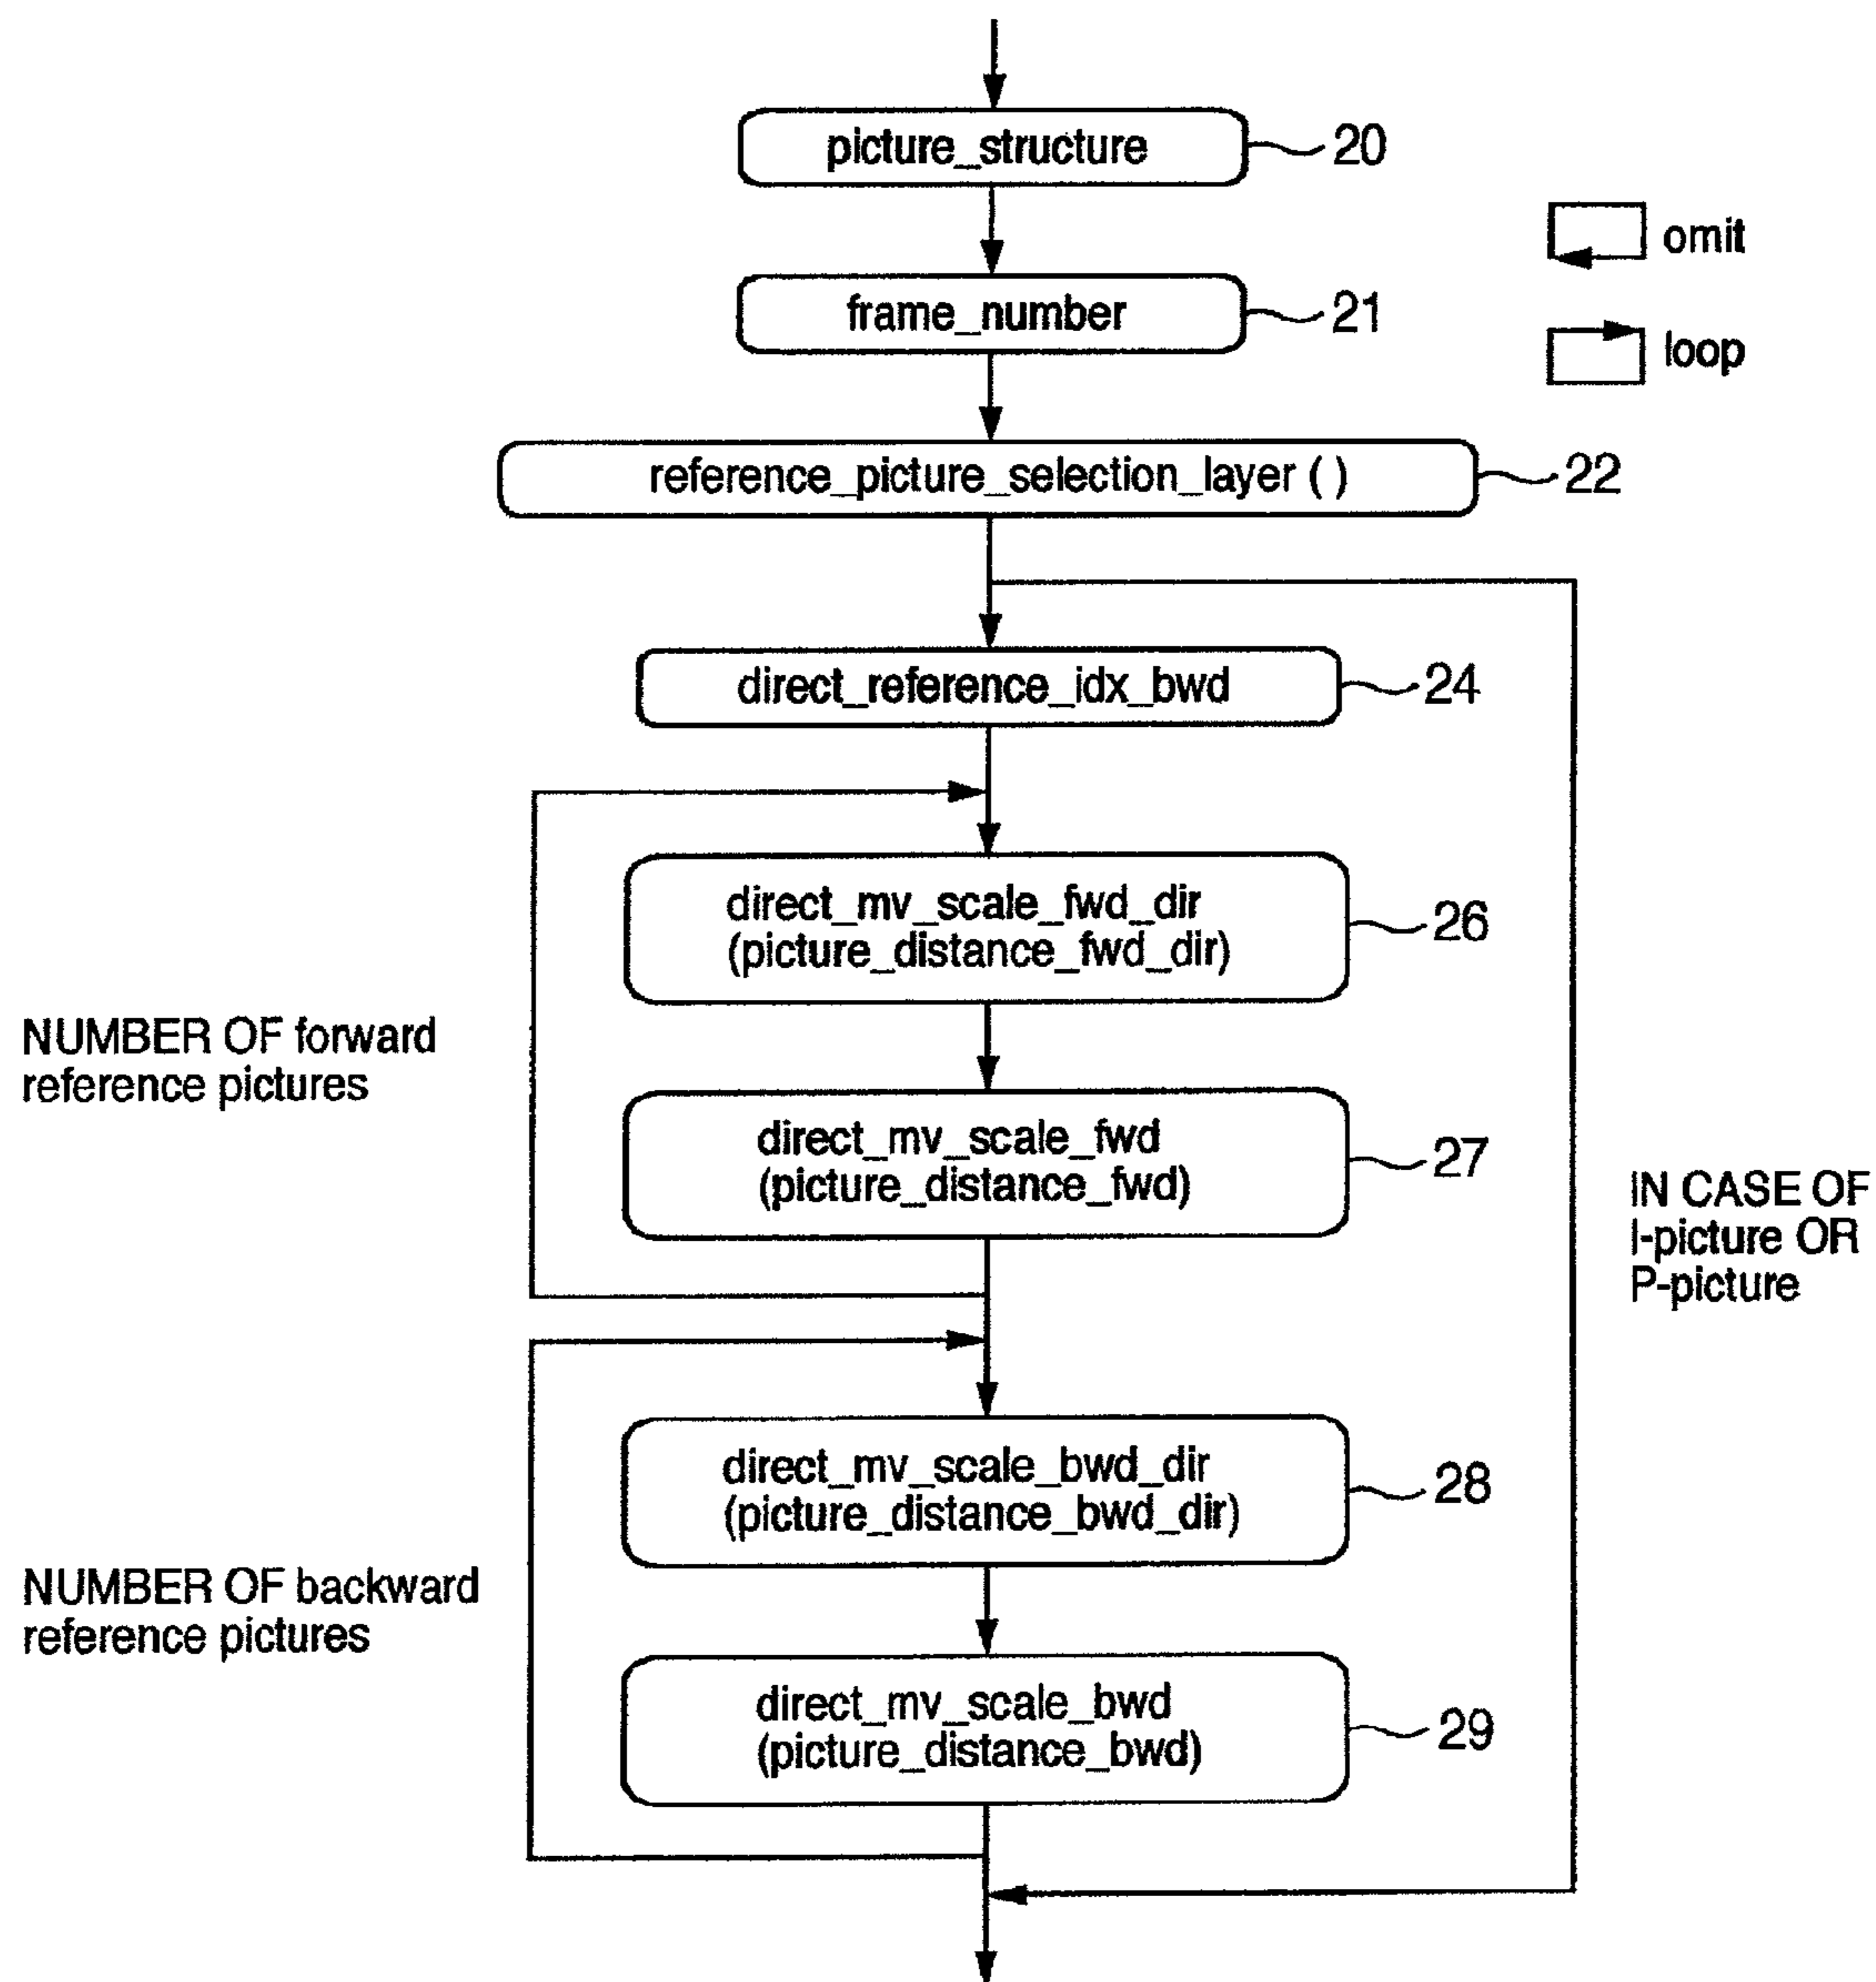 picture_structure
20
omit
frame_number
21
loop
reference_picture_selection_layer ( )
22
direct_reference_idx_bwd
24
direct_mv_scale_fwd_dir
(picture_distance_fwd_dir)
26
NUMBER OF forward
reference pictures
direct_mv_scale_fwd
(picture_distance_fwd)
27
IN CASE OF
I-picture OR
P-picture
direct_mv_scale_bwd_dir
(picture_distance_bwd_dir)
28
NUMBER OF backward
reference pictures
direct_mv_scale_bwd
(picture_distance_bwd)
29